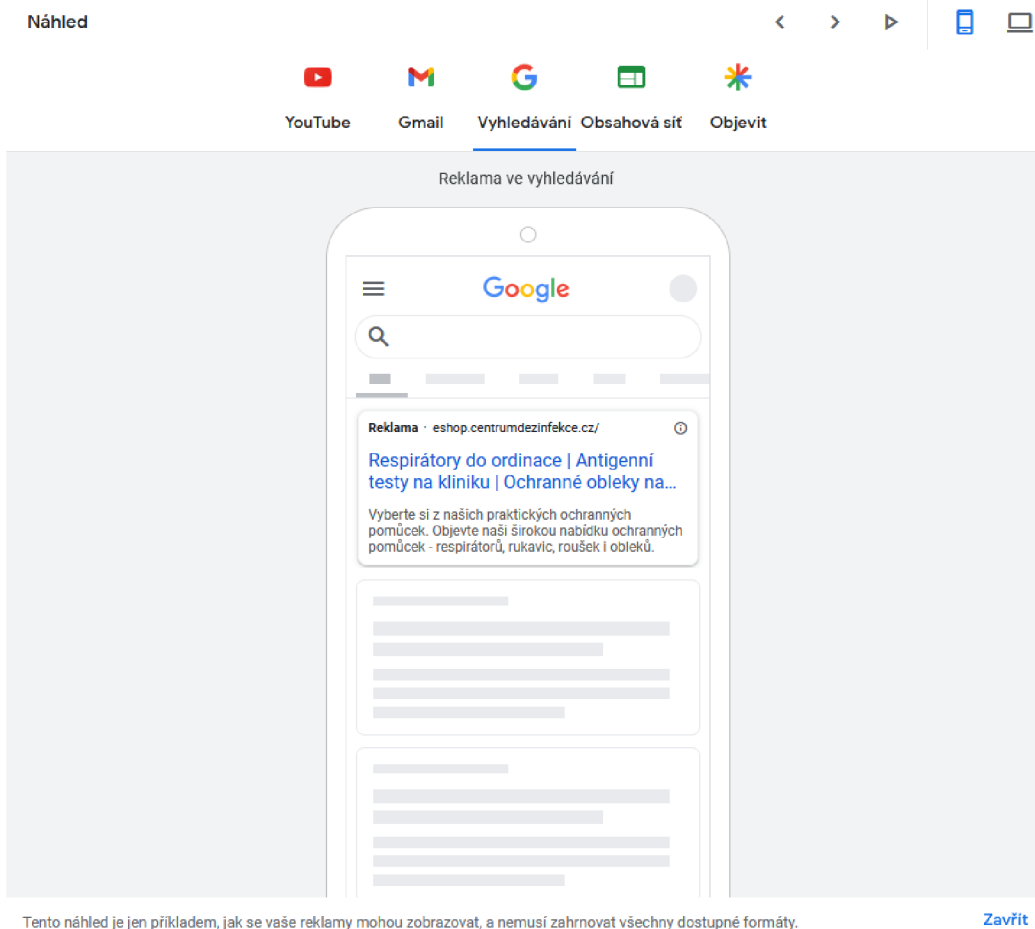 Náhled
YouTube Gmail Vyhledávání Obsahová síť Objevit
Reklama ve vyhledávání
Google
Reklama · eshop.centrumdezinfekce.cz/
Respirátory do ordinace | Antigenní
testy na kliniku | Ochranné obleky na...
Vyberte si z našich praktických ochranných
pomůcek. Objevte naši širokou nabídku ochranných
pomůcek - respirátorů, rukavic, roušek i obleků.
Tento náhled je jen příkladem, jak se vaše reklamy mohou zobrazovat, a nemusí zahrnovat všechny dostupné formáty. Zavřít